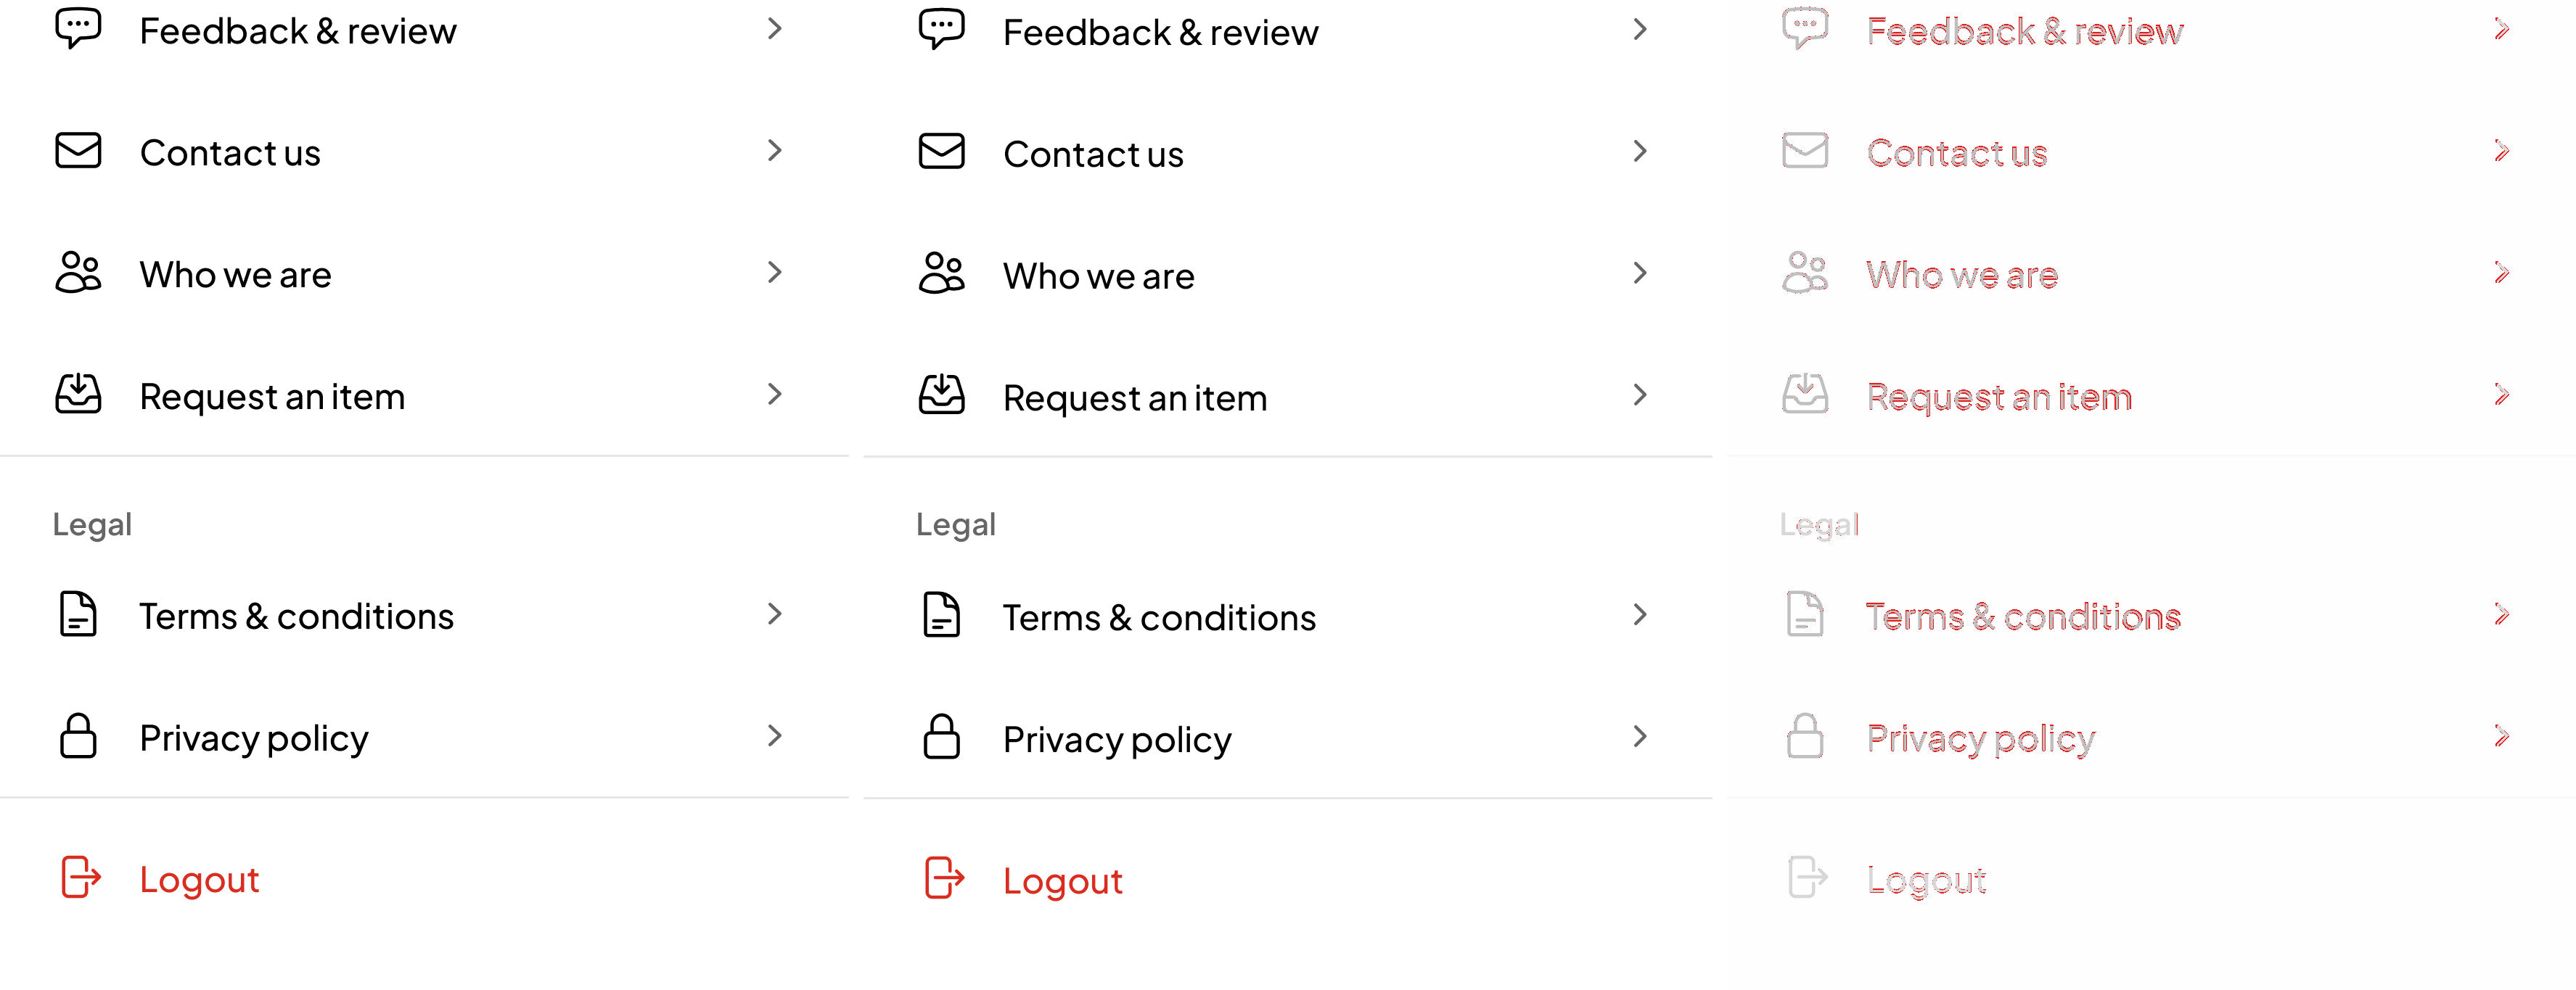 Feedback & review
Contact us
Who we are
Request an item
Legal
Terms & conditions
Privacy policy
Logout
Feedback & review
Contact us
Who we are
Request an item
Legal
Terms & conditions
Privacy policy
Logout
Feedback & review
Contact us
Who we are
Request an item
Legal
Terms & conditions
Privacy policy
Logout